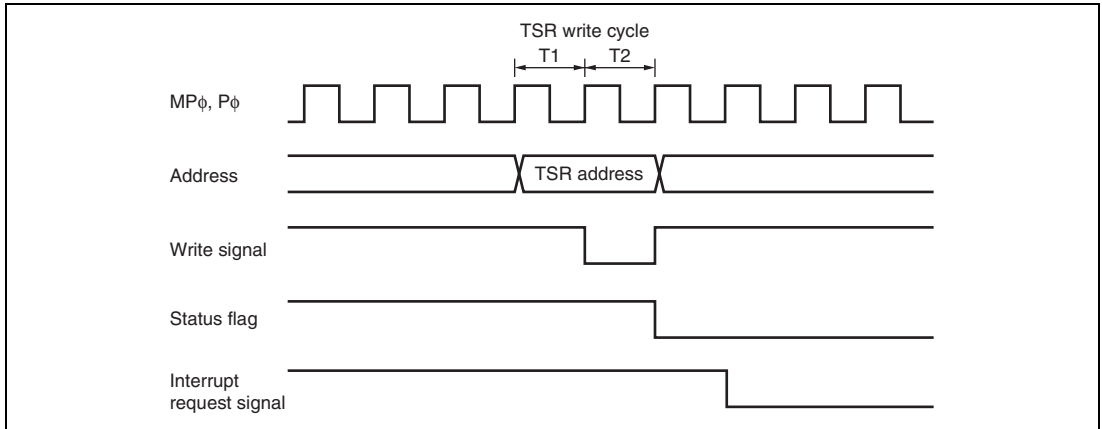 TSR write cycle
T1 T2
MPϕ, Pϕ
Address
TSR address
Write signal
Status flag
Interrupt
request signal